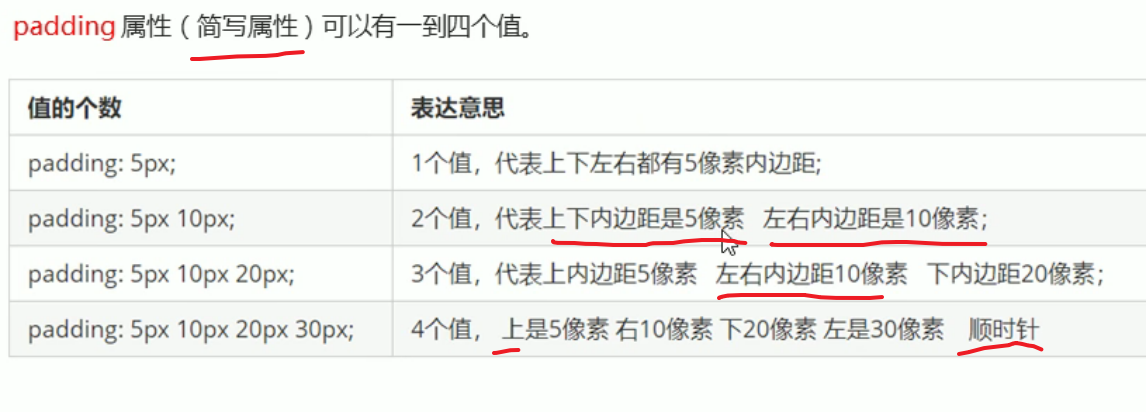 padding 属性（简写属性）可以有一到四个值。
值的个数 表达意思
padding: 5px; 1个值，代表上下左右都有5像素内边距;
padding: 5px 10px; 2个值，代表上下内边距是5像素 左右内边距是10像素;
padding: 5px 10px 20px; 3个值，代表上内边距5像素 左右内边距10像素 下内边距20像素;
padding: 5px 10px 20px 30px; 4个值，上是5像素 右10像素 下20像素 左是30像素 顺时针